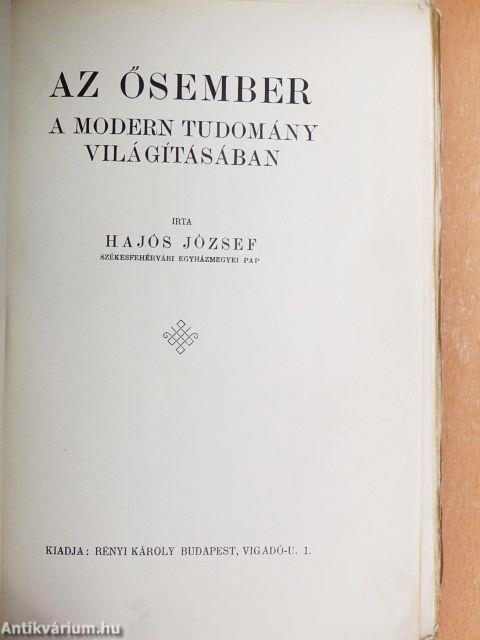 AZ ŐSEMBER
A MODERN TUDOMÁNY
VILÁGÍTÁSÁBAN
IRTA
HAJÓS JÓZSEF
SZÉKESFEHÉRVÁRI EGYHÁZMEGYEI PAP
KIADJA: RÉNYI KÁROLY BUDAPEST, VIGADÓ-U. 1.
Antikvárium.hu